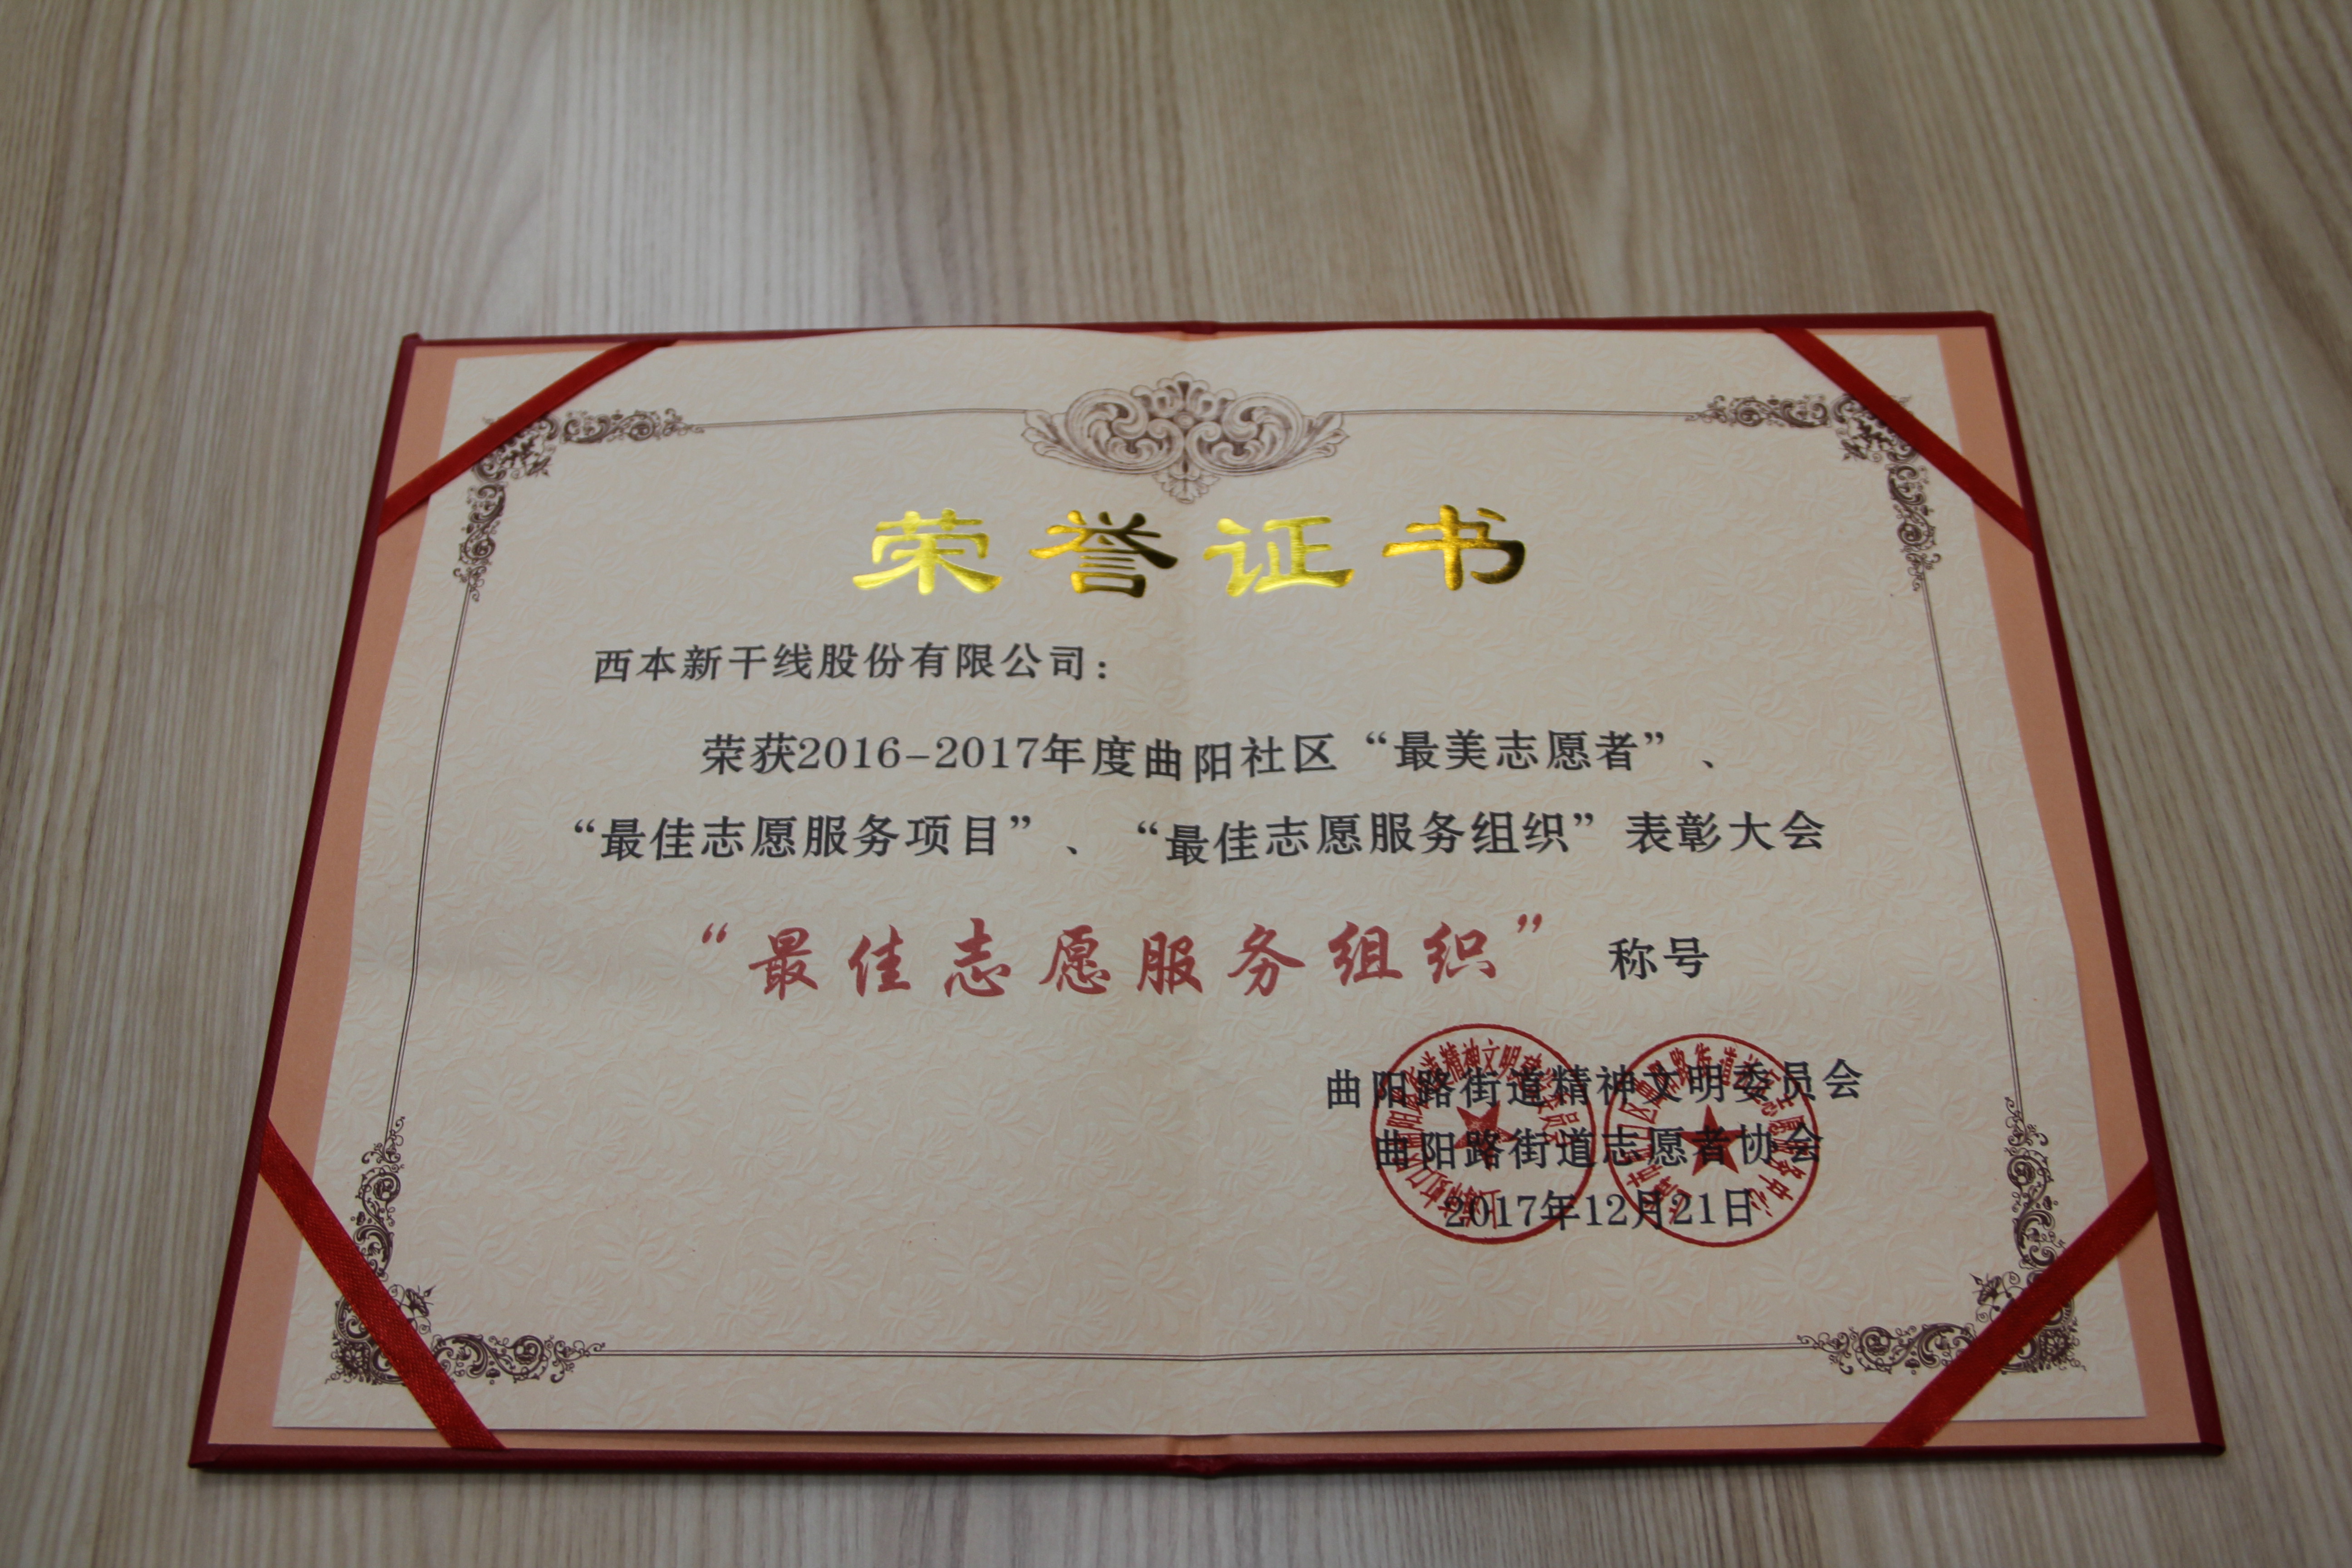 荣誉证书
西本新干线股份有限公司：
荣获2016-2017年度曲阳社区“最美志愿者”、
“最佳志愿服务项目”、“最佳志愿服务组织”表彰大会
“最佳志愿服务组织”称号
曲阳路街道精神文明委员会
曲阳路街道志愿者协会
2017年12月21日